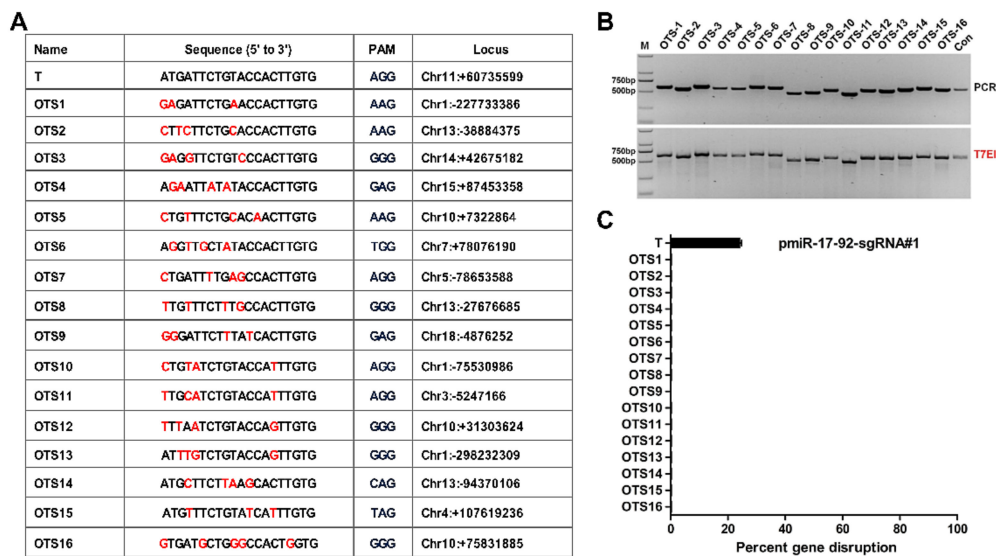 A
Name Sequence (5' to 3') PAM Locus
T ATGATTCTGTACCACTTGTG AGG Chr11:+60735599
OTS1 GAGATTCTGAACCACTTGTG AAG Chr1:-227733386
OTS2 CTTCTTCTGCACCACTTGTG AAG Chr13:-38884375
OTS3 GAGGTTCTGTCCCACTTGTG GGG Chr14:+42675182
OTS4 AGAATTATATACCACTTGTG GAG Chr15:+87453358
OTS5 CTGTTTCTGCACAACTTGTG AAG Chr10:+7322864
OTS6 AGGTTGCTATACCACTTGTG TGG Chr7:+78076190
OTS7 CTGATTTTGAGCCACTTGTG AAG Chr5:-78653588
OTS8 TTGTTTCTTTGCCACTTGTG GGG Chr13:-27676685
OTS9 GGGATTCTTTATCACTTGTG GAG Chr18:-4876252
OTS10 CTGTATCTGTACCATTTGTG AGG Chr1:-75530986
OTS11 TTGCATCTGTACCATTTGTG AGG Chr3:-5247166
OTS12 TTTAATCTGTACCAGTTGTG GGG Chr10:+31303624
OTS13 ATTTGTCTGTACCAGTTGTG GGG Chr1:-298232309
OTS14 ATGCTTCTTAAGCACTTGTG CAG Chr13:-94370106
OTS15 ATGTTTCTGTATCATTTGTG TAG Chr4:+107619236
OTS16 GTGATGCTGGGCCACTGGTG GGG Chr10:+75831885
B
M OTS-1 OTS-2 OTS-3 OTS-4 OTS-5 OTS-6 OTS-7 OTS-8 OTS-9 OTS-10 OTS-11 OTS-12 OTS-13 OTS-14 OTS-15 OTS-16 Con
750bp
500bp
PCR
750bp
500bp
T7EI
C
T
pmiR-17-92-sgRNA#1
OTS1
OTS2
OTS3
OTS4
OTS5
OTS6
OTS7
OTS8
OTS9
OTS10
OTS11
OTS12
OTS13
OTS14
OTS15
OTS16
0 20 40 60 80 100
Percent gene disruption